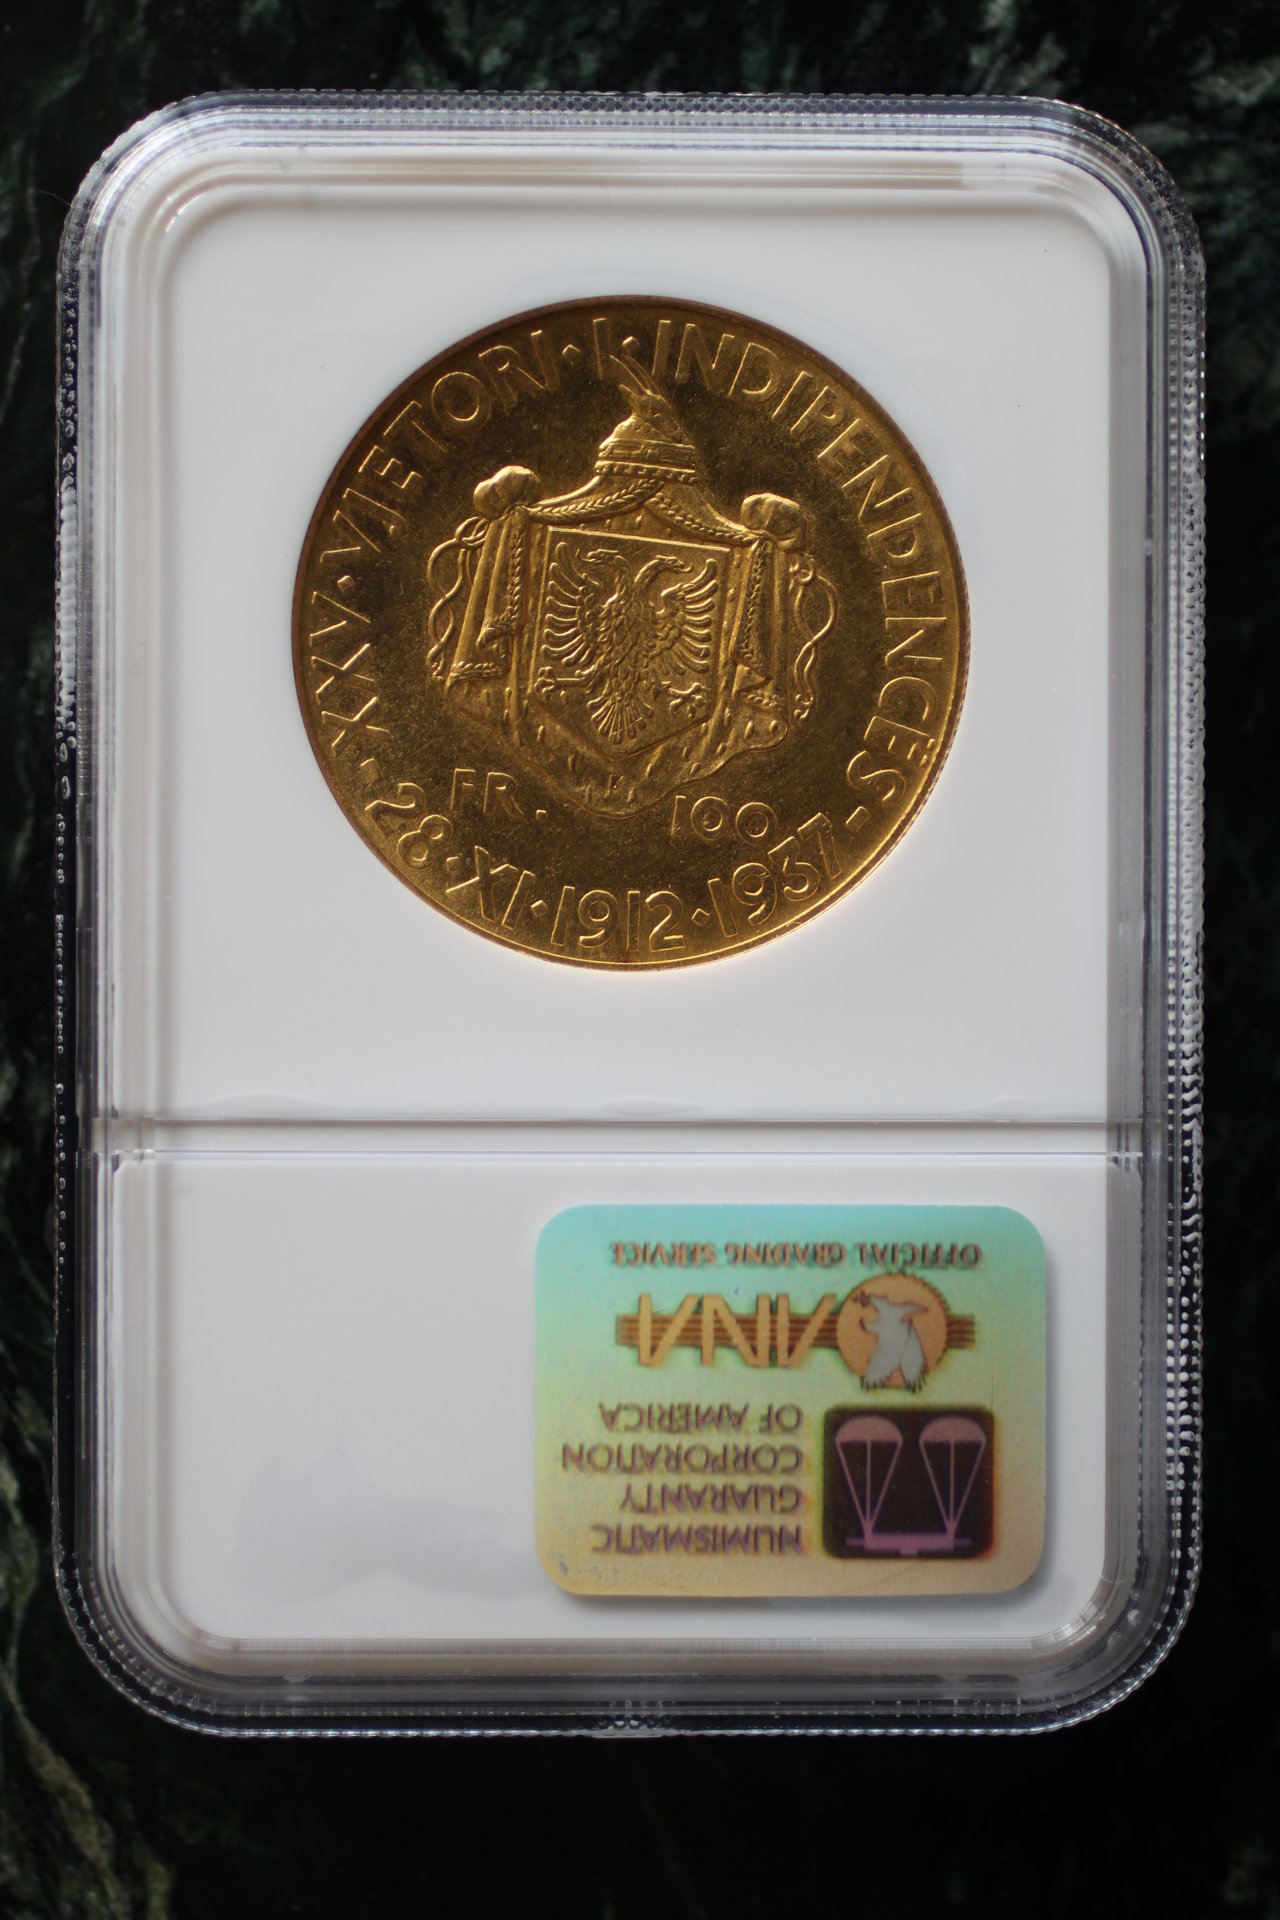 XXV · VJETORI · I · INDIPENDENCËS
FR. 100
- 28 · XI · 1912 · 1937 -
OFFICIAL GRADING SERVICE
ANA
NUMISMATIC
GUARANTY
CORPORATION
OF AMERICA